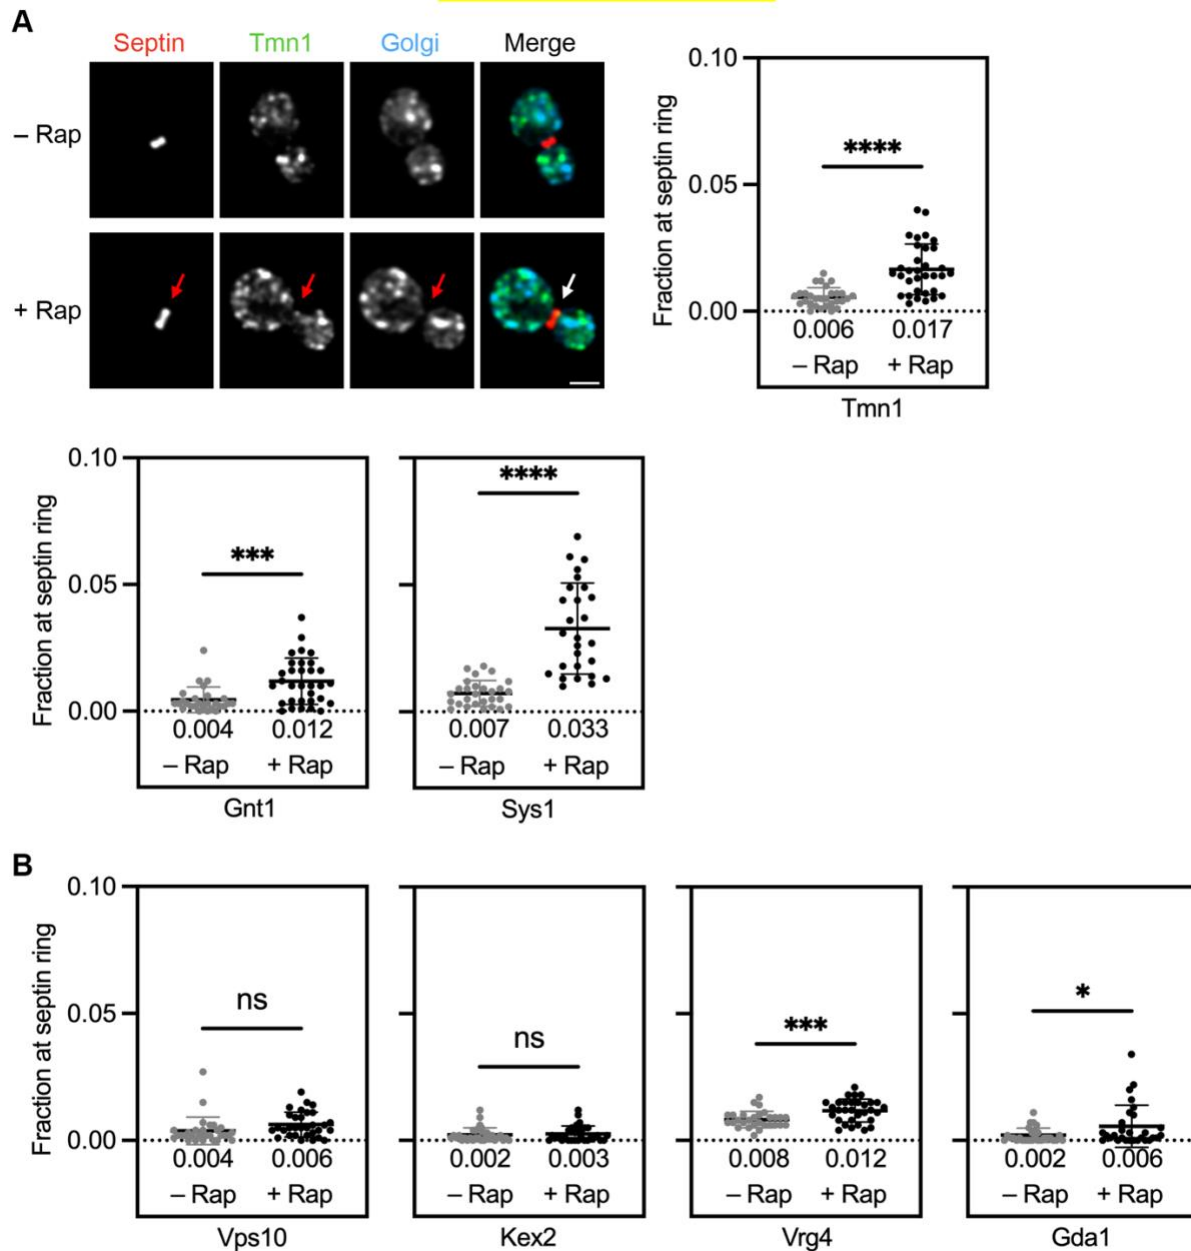 A
Septin Tmn1 Golgi Merge
– Rap
+ Rap
Fraction at septin ring
0.10
0.05
0.00
****
0.006 0.017
– Rap + Rap
Tmn1
Fraction at septin ring
0.10
0.05
0.00
***
0.004 0.012
– Rap + Rap
Gnt1
****
0.007 0.033
– Rap + Rap
Sys1
B
Fraction at septin ring
0.10
0.05
0.00
ns
0.004 0.006
– Rap + Rap
Vps10
ns
0.002 0.003
– Rap + Rap
Kex2
***
0.008 0.012
– Rap + Rap
Vrg4
*
0.002 0.006
– Rap + Rap
Gda1